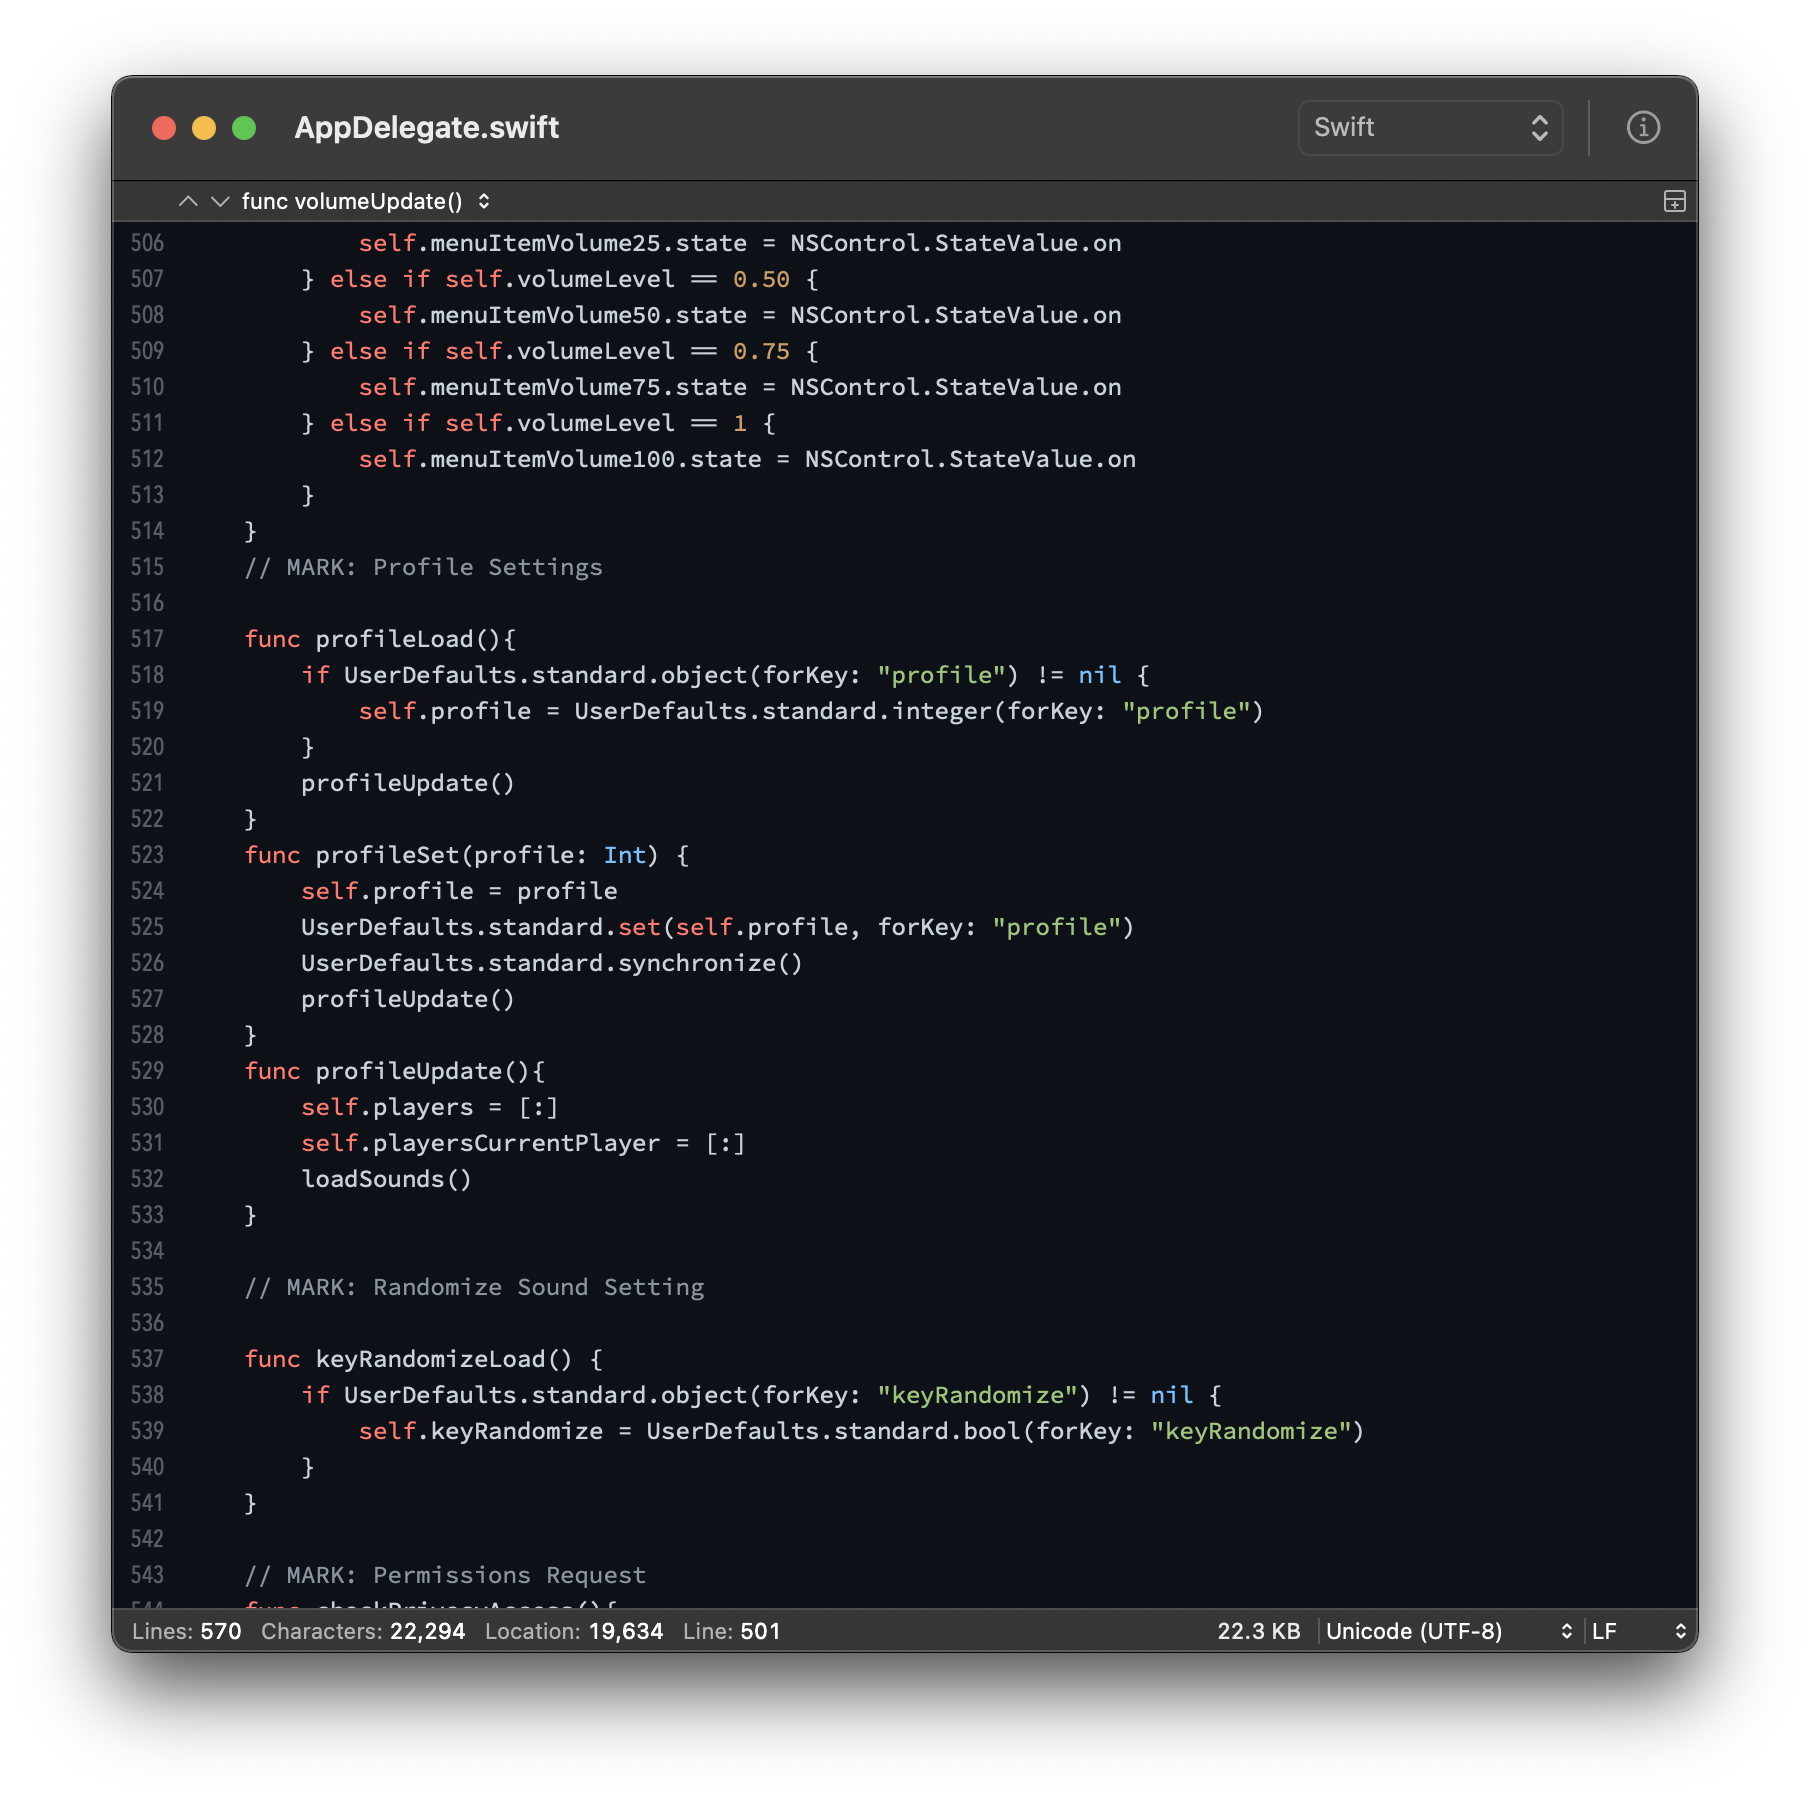 AppDelegate.swift
Swift
func volumeUpdate()
506 self.menuItemVolume25.state = NSControl.StateValue.on
507 } else if self.volumeLevel == 0.50 {
508 self.menuItemVolume50.state = NSControl.StateValue.on
509 } else if self.volumeLevel == 0.75 {
510 self.menuItemVolume75.state = NSControl.StateValue.on
511 } else if self.volumeLevel == 1 {
512 self.menuItemVolume100.state = NSControl.StateValue.on
513 }
514 }
515 // MARK: Profile Settings
516
517 func profileLoad(){
518 if UserDefaults.standard.object(forKey: "profile") != nil {
519 self.profile = UserDefaults.standard.integer(forKey: "profile")
520 }
521 profileUpdate()
522 }
523 func profileSet(profile: Int) {
524 self.profile = profile
525 UserDefaults.standard.set(self.profile, forKey: "profile")
526 UserDefaults.standard.synchronize()
527 profileUpdate()
528 }
529 func profileUpdate(){
530 self.players = [:]
531 self.playersCurrentPlayer = [:]
532 loadSounds()
533 }
534
535 // MARK: Randomize Sound Setting
536
537 func keyRandomizeLoad() {
538 if UserDefaults.standard.object(forKey: "keyRandomize") != nil {
539 self.keyRandomize = UserDefaults.standard.bool(forKey: "keyRandomize")
540 }
541 }
542
543 // MARK: Permissions Request
544 func checkPrivacyAccess(){
Lines: 570 Characters: 22,294 Location: 19,634 Line: 501 22.3 KB Unicode (UTF-8) LF